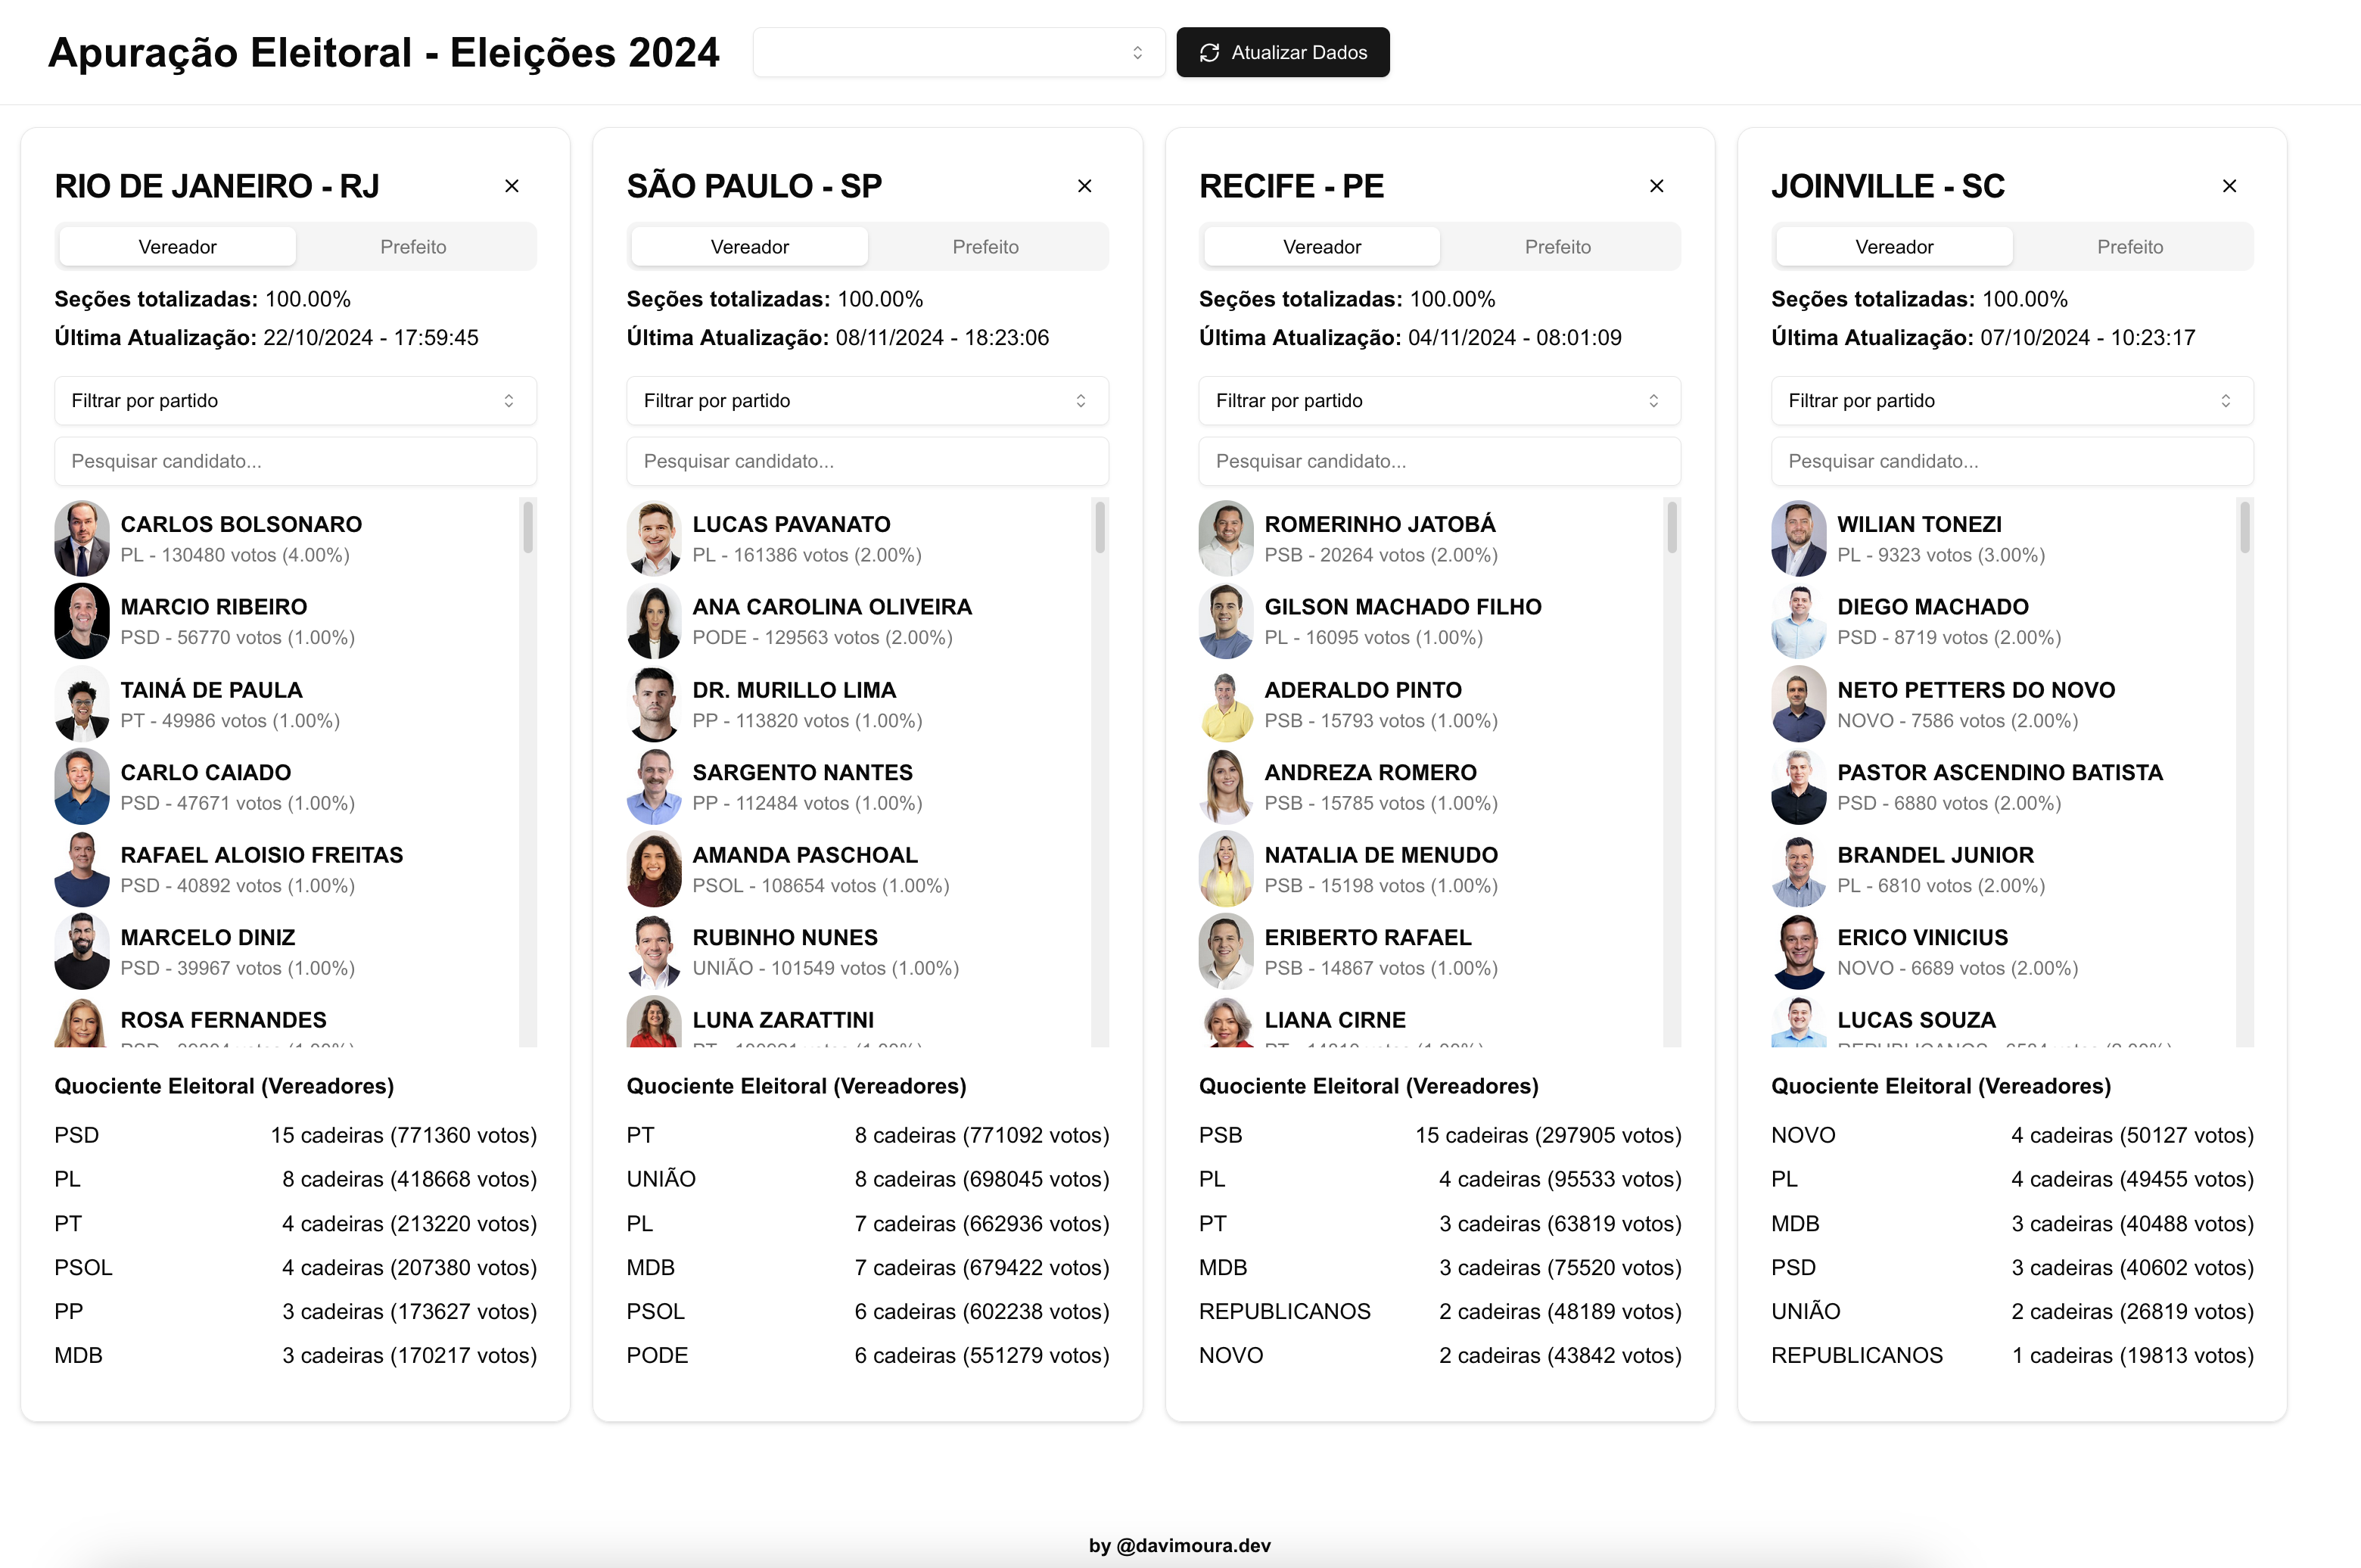 Apuração Eleitoral - Eleições 2024
Atualizar Dados
RIO DE JANEIRO - RJ
Vereador
Prefeito
Seções totalizadas: 100.00%
Última Atualização: 22/10/2024 - 17:59:45
Filtrar por partido
Pesquisar candidato...
CARLOS BOLSONARO
PL - 130480 votos (4.00%)
MARCIO RIBEIRO
PSD - 56770 votos (1.00%)
TAINÁ DE PAULA
PT - 49986 votos (1.00%)
CARLO CAIADO
PSD - 47671 votos (1.00%)
RAFAEL ALOISIO FREITAS
PSD - 40892 votos (1.00%)
MARCELO DINIZ
PSD - 39967 votos (1.00%)
ROSA FERNANDES
Quociente Eleitoral (Vereadores)
PSD 15 cadeiras (771360 votos)
PL 8 cadeiras (418668 votos)
PT 4 cadeiras (213220 votos)
PSOL 4 cadeiras (207380 votos)
PP 3 cadeiras (173627 votos)
MDB 3 cadeiras (170217 votos)
SÃO PAULO - SP
Vereador
Prefeito
Seções totalizadas: 100.00%
Última Atualização: 08/11/2024 - 18:23:06
Filtrar por partido
Pesquisar candidato...
LUCAS PAVANATO
PL - 161386 votos (2.00%)
ANA CAROLINA OLIVEIRA
PODE - 129563 votos (2.00%)
DR. MURILLO LIMA
PP - 113820 votos (1.00%)
SARGENTO NANTES
PP - 112484 votos (1.00%)
AMANDA PASCHOAL
PSOL - 108654 votos (1.00%)
RUBINHO NUNES
UNIÃO - 101549 votos (1.00%)
LUNA ZARATTINI
Quociente Eleitoral (Vereadores)
PT 8 cadeiras (771092 votos)
UNIÃO 8 cadeiras (698045 votos)
PL 7 cadeiras (662936 votos)
MDB 7 cadeiras (679422 votos)
PSOL 6 cadeiras (602238 votos)
PODE 6 cadeiras (551279 votos)
RECIFE - PE
Vereador
Prefeito
Seções totalizadas: 100.00%
Última Atualização: 04/11/2024 - 08:01:09
Filtrar por partido
Pesquisar candidato...
ROMERINHO JATOBÁ
PSB - 20264 votos (2.00%)
GILSON MACHADO FILHO
PL - 16095 votos (1.00%)
ADERALDO PINTO
PSB - 15793 votos (1.00%)
ANDREZA ROMERO
PSB - 15785 votos (1.00%)
NATALIA DE MENUDO
PSB - 15198 votos (1.00%)
ERIBERTO RAFAEL
PSB - 14867 votos (1.00%)
LIANA CIRNE
Quociente Eleitoral (Vereadores)
PSB 15 cadeiras (297905 votos)
PL 4 cadeiras (95533 votos)
PT 3 cadeiras (63819 votos)
MDB 3 cadeiras (75520 votos)
REPUBLICANOS 2 cadeiras (48189 votos)
NOVO 2 cadeiras (43842 votos)
JOINVILLE - SC
Vereador
Prefeito
Seções totalizadas: 100.00%
Última Atualização: 07/10/2024 - 10:23:17
Filtrar por partido
Pesquisar candidato...
WILIAN TONEZI
PL - 9323 votos (3.00%)
DIEGO MACHADO
PSD - 8719 votos (2.00%)
NETO PETTERS DO NOVO
NOVO - 7586 votos (2.00%)
PASTOR ASCENDINO BATISTA
PSD - 6880 votos (2.00%)
BRANDEL JUNIOR
PL - 6810 votos (2.00%)
ERICO VINICIUS
NOVO - 6689 votos (2.00%)
LUCAS SOUZA
Quociente Eleitoral (Vereadores)
NOVO 4 cadeiras (50127 votos)
PL 4 cadeiras (49455 votos)
MDB 3 cadeiras (40488 votos)
PSD 3 cadeiras (40602 votos)
UNIÃO 2 cadeiras (26819 votos)
REPUBLICANOS 1 cadeiras (19813 votos)
by @davimoura.dev